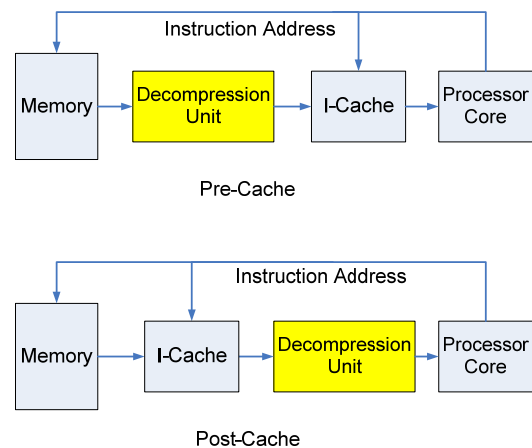 Instruction Address
Memory
Decompression
Unit
I-Cache
Processor
Core
Pre-Cache
Instruction Address
Memory
I-Cache
Decompression
Unit
Processor
Core
Post-Cache